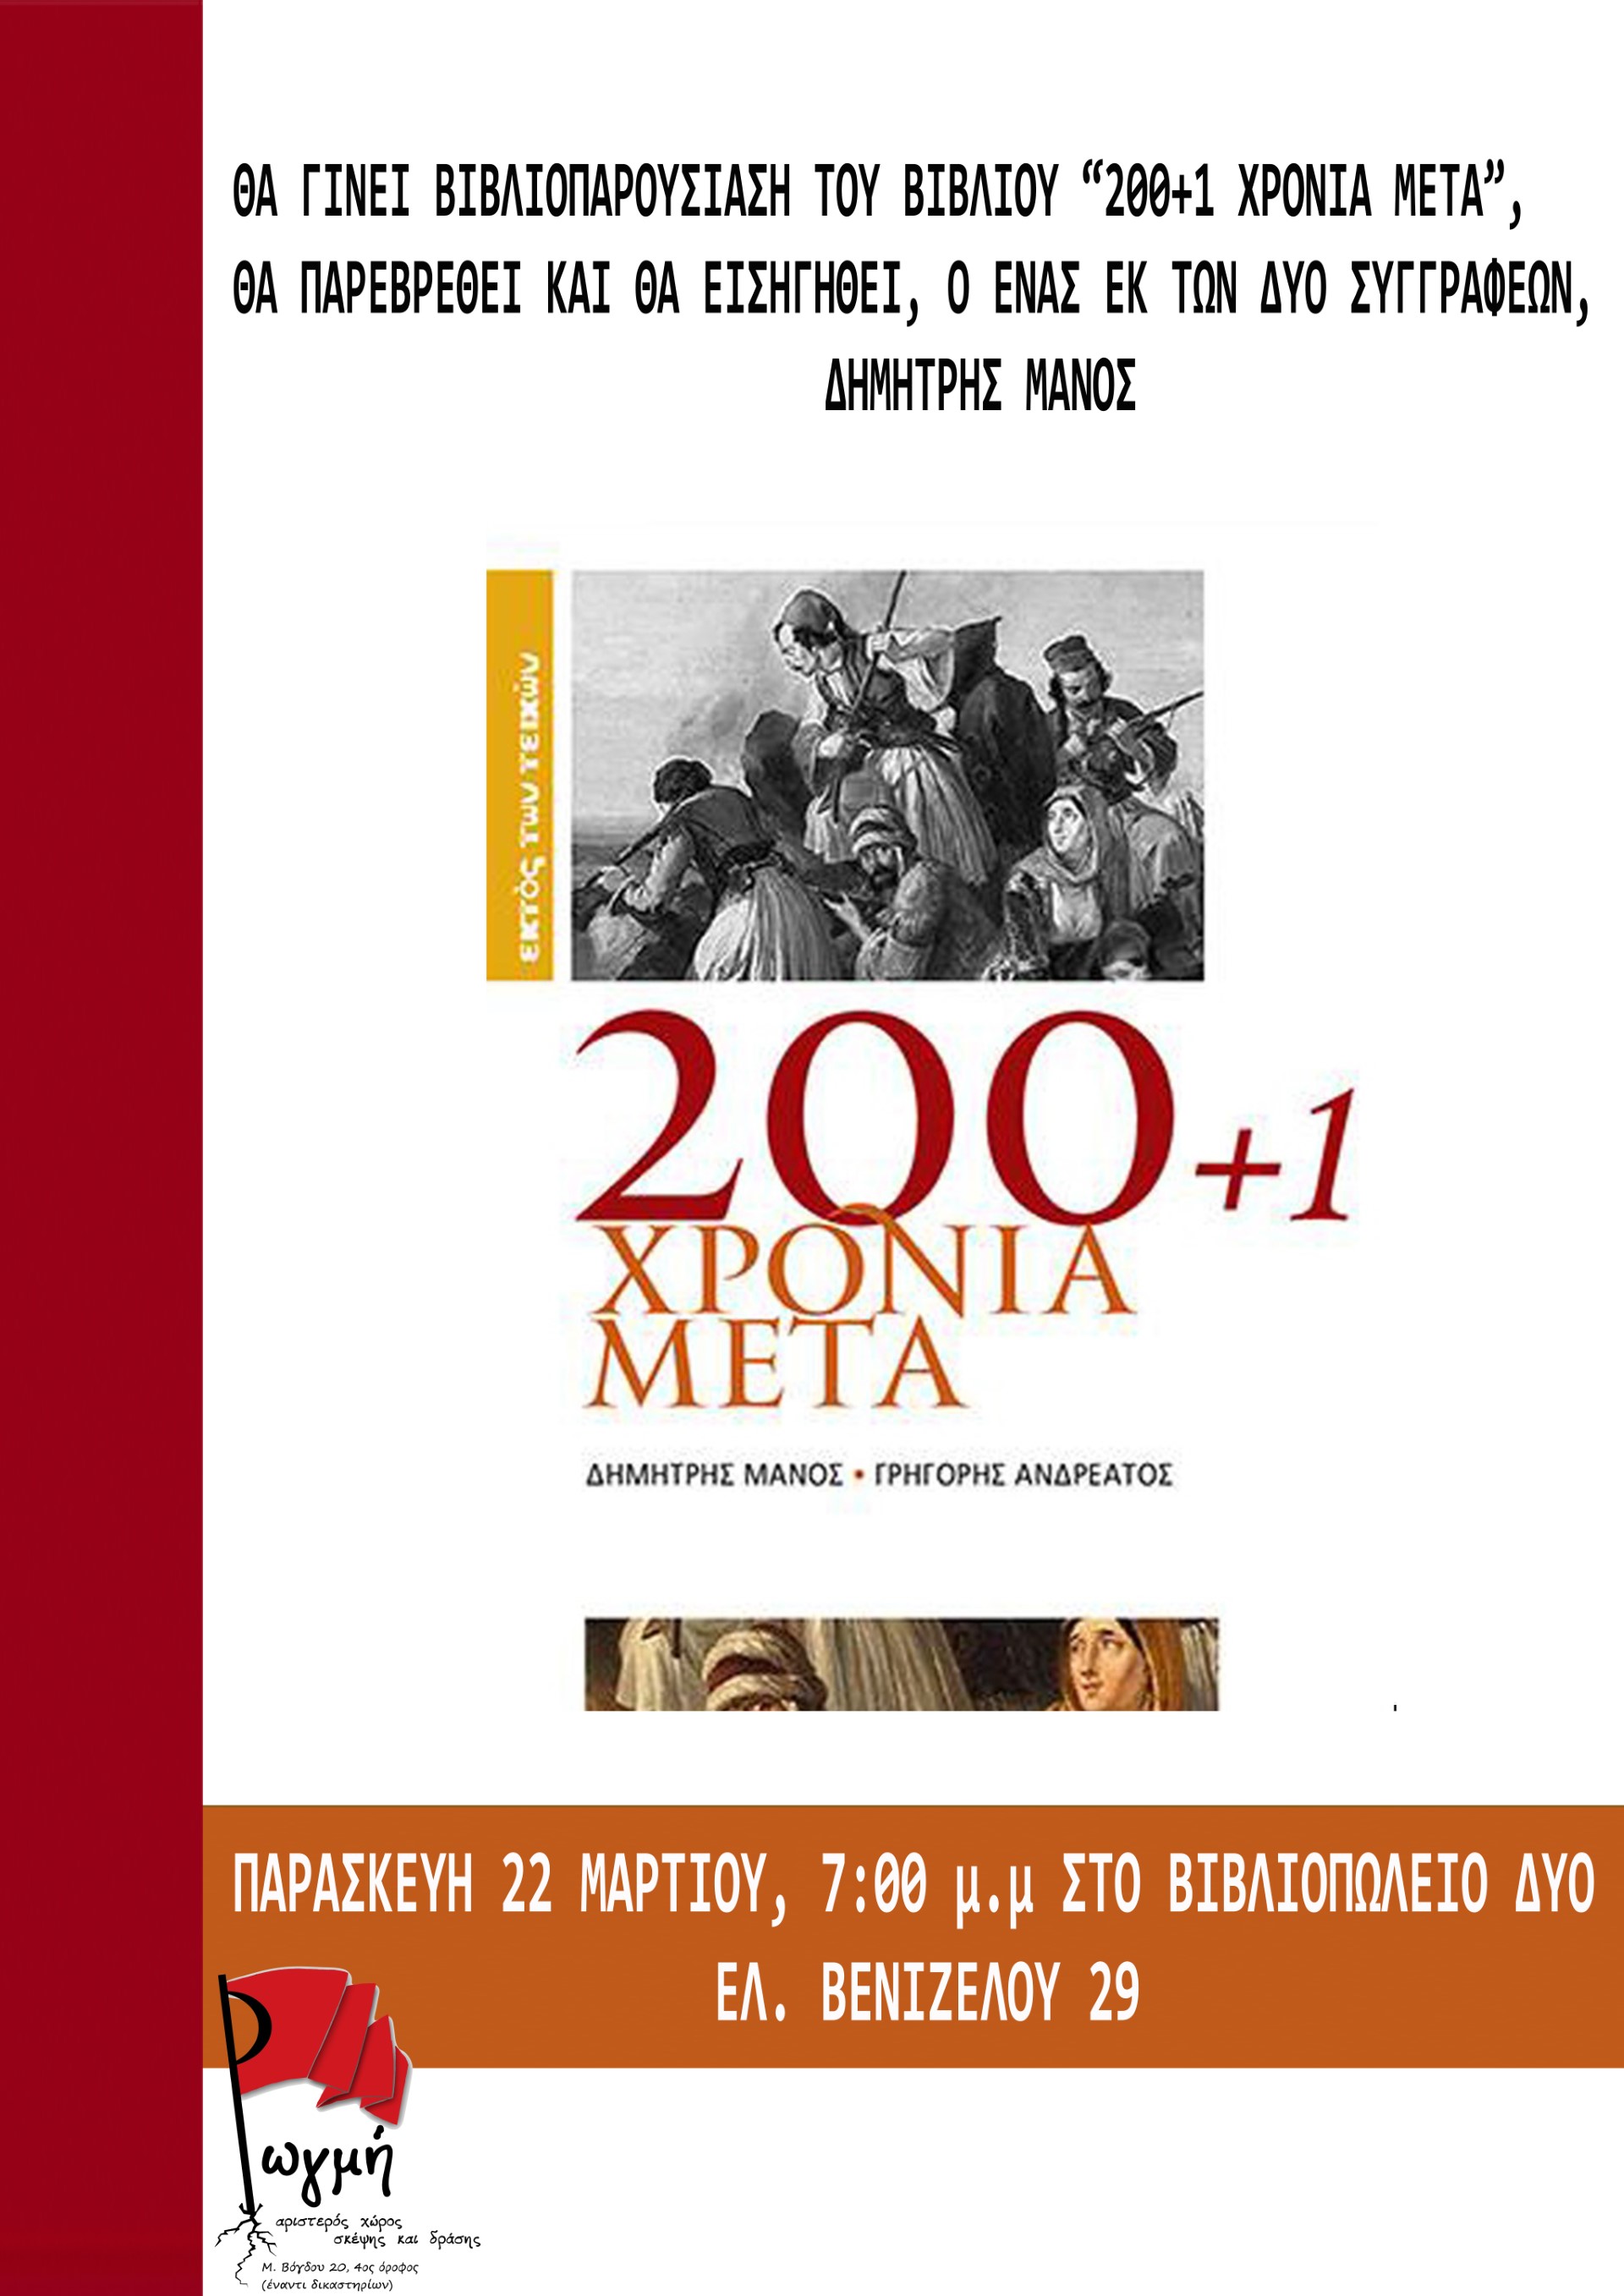 ΘΑ ΓΙΝΕΙ ΒΙΒΛΙΟΠΑΡΟΥΣΙΑΣΗ ΤΟΥ ΒΙΒΛΙΟΥ “200+1 ΧΡΟΝΙΑ ΜΕΤΑ”,
ΘΑ ΠΑΡΕΒΡΕΘΕΙ ΚΑΙ ΘΑ ΕΙΣΗΓΗΘΕΙ, Ο ΕΝΑΣ ΕΚ ΤΩΝ ΔΥΟ ΣΥΓΓΡΑΦΕΩΝ,
ΔΗΜΗΤΡΗΣ ΜΑΝΟΣ
εκτός των τειχών
200+1
ΧΡΟΝΙΑ
ΜΕΤΑ
ΔΗΜΗΤΡΗΣ ΜΑΝΟΣ • ΓΡΗΓΟΡΗΣ ΑΝΔΡΕΑΤΟΣ
ΠΑΡΑΣΚΕΥΗ 22 ΜΑΡΤΙΟΥ, 7:00 μ.μ ΣΤΟ ΒΙΒΛΙΟΠΩΛΕΙΟ ΔΥΟ
ΕΛ. ΒΕΝΙΖΕΛΟΥ 29
Ρωγμή
αριστερός χώρος
σκέψης και δράσης
Μ. Βόγδου 20, 4ος όροφος
(έναντι δικαστηρίων)